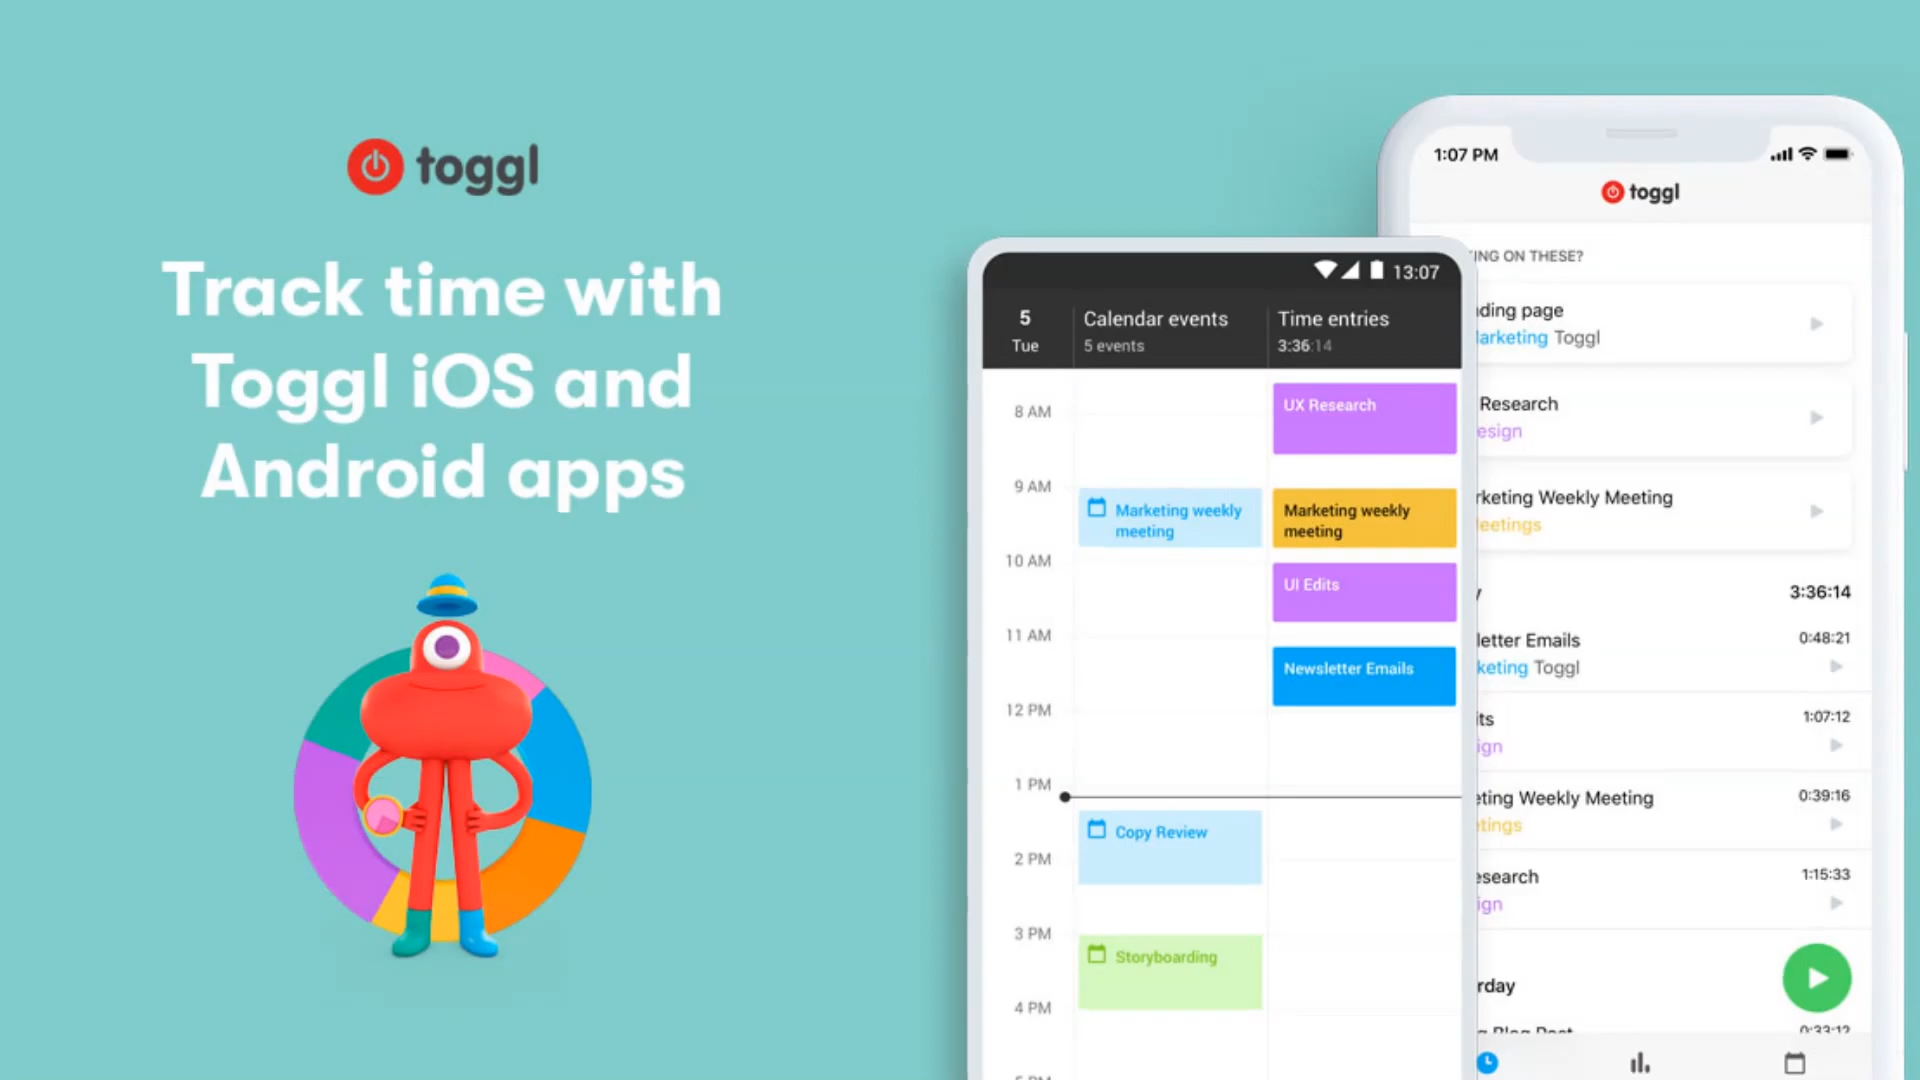 toggl
Track time with
Toggl iOS and
Android apps
13:07
5
Tue
Calendar events
5 events
Time entries
3:36:14
8 AM
9 AM
10 AM
11 AM
12 PM
1 PM
2 PM
3 PM
4 PM
Marketing weekly
meeting
Copy Review
Storyboarding
UX Research
Marketing weekly
meeting
UI Edits
Newsletter Emails
1:07 PM
toggl
ING ON THESE?
ding page
arketing Toggl
Research
esign
rketing Weekly Meeting
eetings
3:36:14
letter Emails
0:48:21
keting Toggl
its
1:07:12
ign
eting Weekly Meeting
0:39:16
tings
esearch
1:15:33
ign
rday
0:33:12